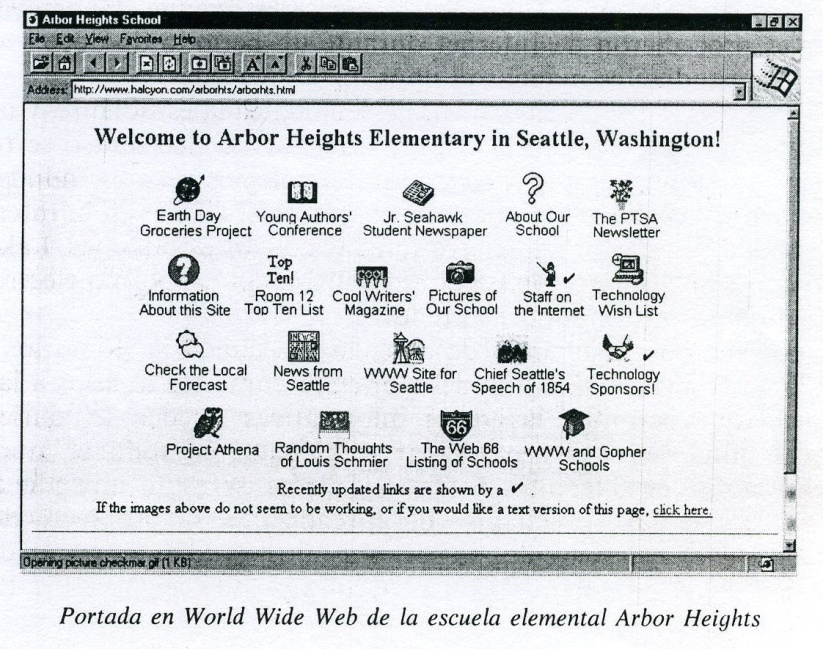 Arbor Heights School
File Edit View Favorites Help
Address: http://www.halcyon.com/arborhts/arborhts.html
Welcome to Arbor Heights Elementary in Seattle, Washington!
Earth Day
Groceries Project
Young Authors'
Conference
Jr. Seahawk
Student Newspaper
About Our
School
The PTSA
Newsletter
Information
About this Site
Top
Ten!
Room 12
Top Ten List
COOL
Cool Writers'
Magazine
Pictures of
Our School
Staff on
the Internet
Technology
Wish List
Check the Local
Forecast
NEWS
News from
Seattle
WWW Site for
Seattle
Chief Seattle's
Speech of 1854
Technology
Sponsors!
Project Athena
Random Thoughts
of Louis Schmier
66
The Web 66
Listing of Schools
WWW and Gopher
Schools
Recently updated links are shown by a ✓ .
If the images above do not seem to be working, or if you would like a text version of this page, click here.
Opening picture checkmar.gif (1 KB)
Portada en World Wide Web de la escuela elemental Arbor Heights